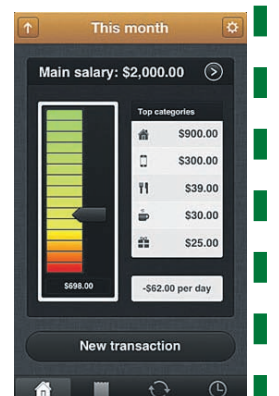 This month
Main salary: $2,000.00
Top categories
$900.00
$300.00
$39.00
$30.00
$25.00
$698.00
-$62.00 per day
New transaction